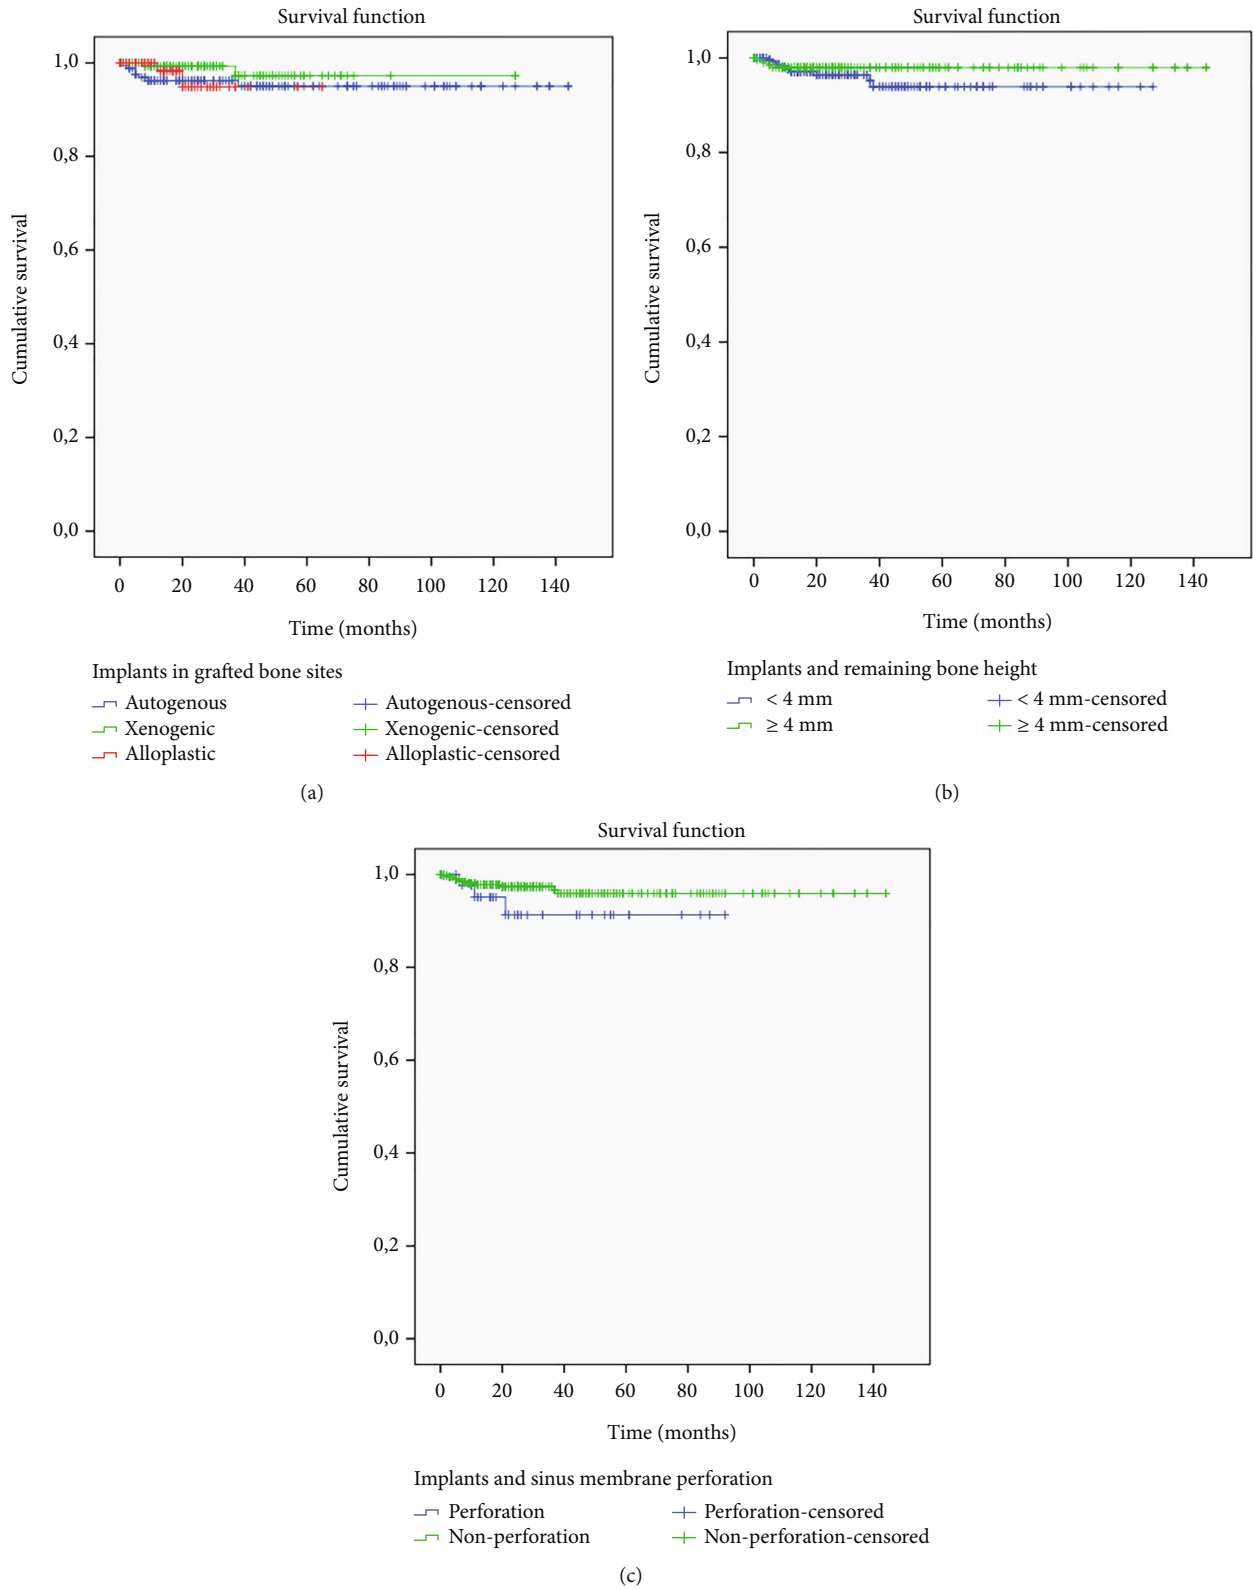 Survival function
1,0
0,8
0,6
0,4
0,2
0,0
Cumulative survival
0 20 40 60 80 100 120 140
Time (months)
Implants in grafted bone sites
Autogenous Autogenous-censored
Xenogenic Xenogenic-censored
Alloplastic Alloplastic-censored
(a)
Survival function
1,0
0,8
0,6
0,4
0,2
0,0
Cumulative survival
0 20 40 60 80 100 120 140
Time (months)
Implants and remaining bone height
< 4 mm < 4 mm-censored
≥ 4 mm ≥ 4 mm-censored
(b)
Survival function
1,0
0,8
0,6
0,4
0,2
0,0
Cumulative survival
0 20 40 60 80 100 120 140
Time (months)
Implants and sinus membrane perforation
Perforation Perforation-censored
Non-perforation Non-perforation-censored
(c)